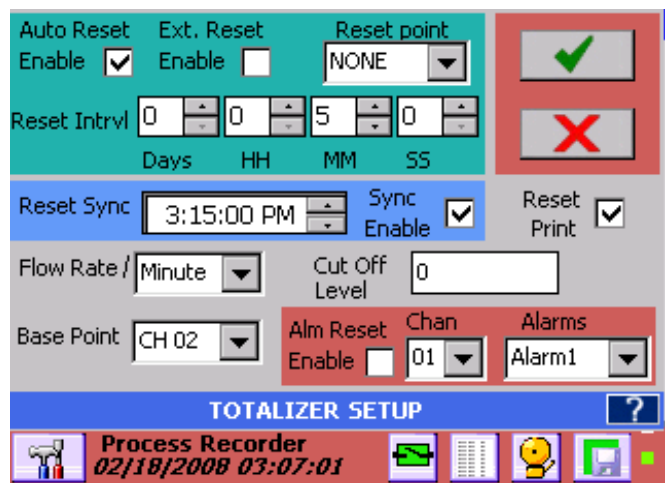 Auto Reset Ext. Reset Reset point
Enable Enable NONE
Reset Intrvl 0 0 5 0
Days HH MM SS
Reset Sync 3:15:00 PM Sync Enable Reset Print
Flow Rate / Minute Cut Off Level 0
Base Point CH 02 Alm Reset Enable Chan 01 Alarms Alarm1
TOTALIZER SETUP ?
Process Recorder
02/18/2008 03:07:01